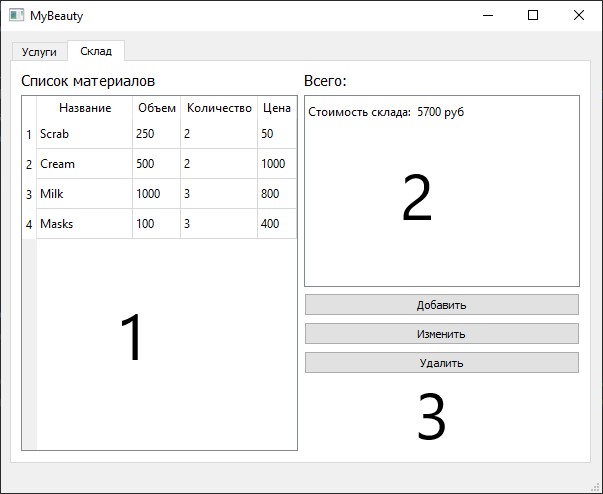 MyBeauty
Услуги Склад
Список материалов
Название Объем Количество Цена
1 Scrab 250 2 50
2 Cream 500 2 1000
3 Milk 1000 3 800
4 Masks 100 3 400
1
Всего:
Стоимость склада: 5700 руб
2
Добавить
Изменить
Удалить
3